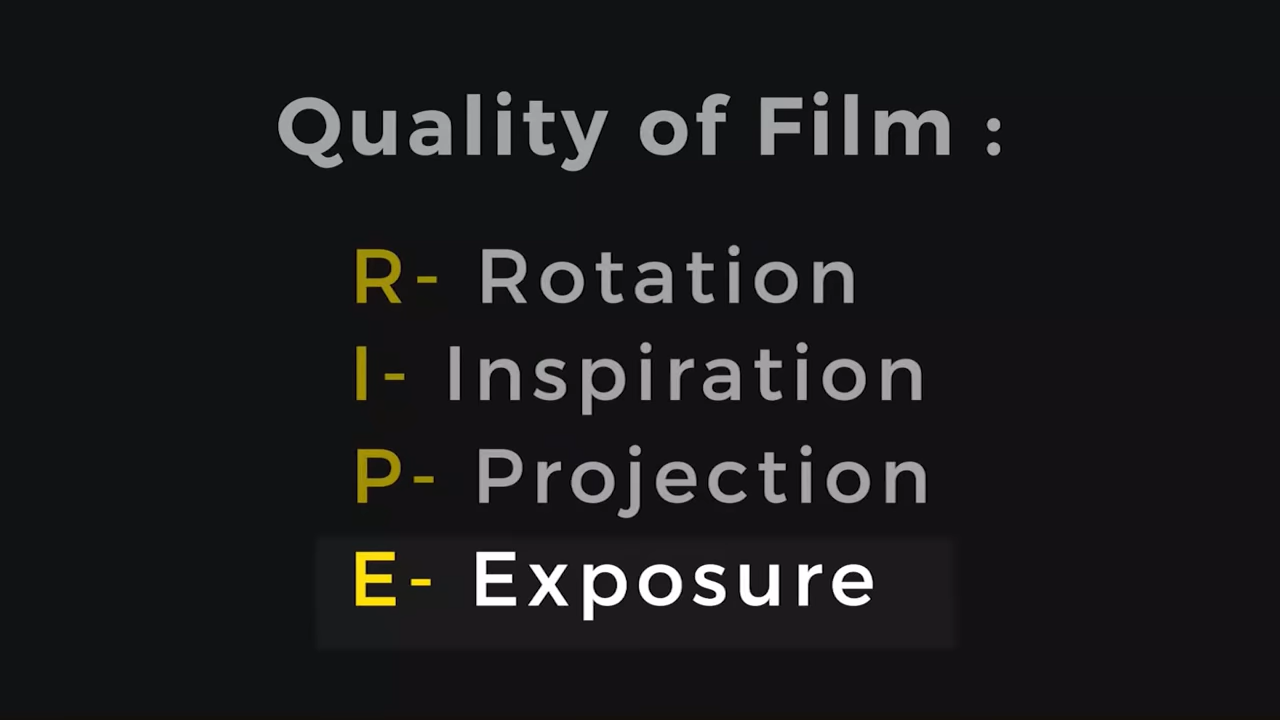 Quality of Film :
R- Rotation
I- Inspiration
P- Projection
E- Exposure